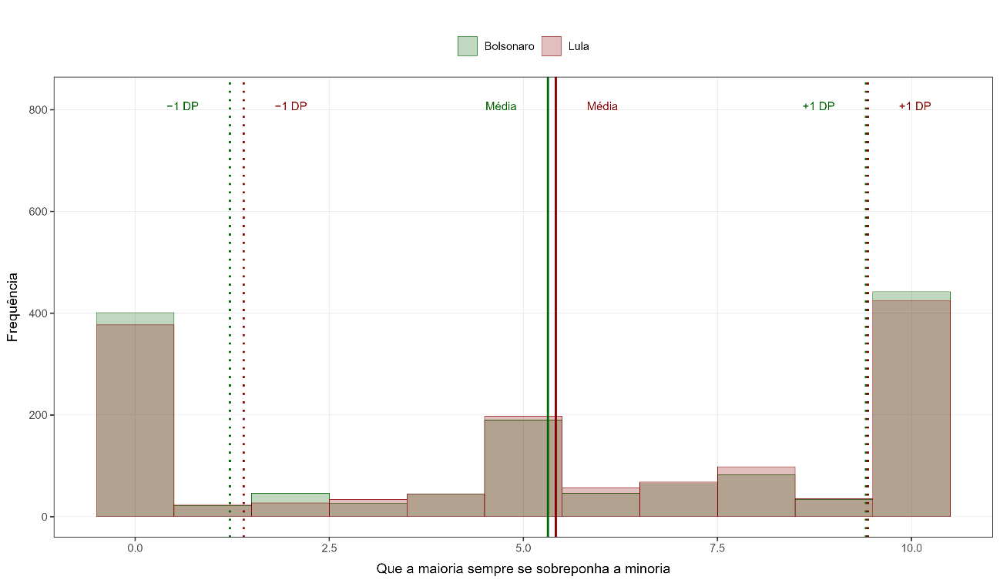 Bolsonaro Lula
−1 DP −1 DP Média Média +1 DP +1 DP
800
600
400
200
0
Frequência
0.0 2.5 5.0 7.5 10.0
Que a maioria sempre se sobreponha a minoria